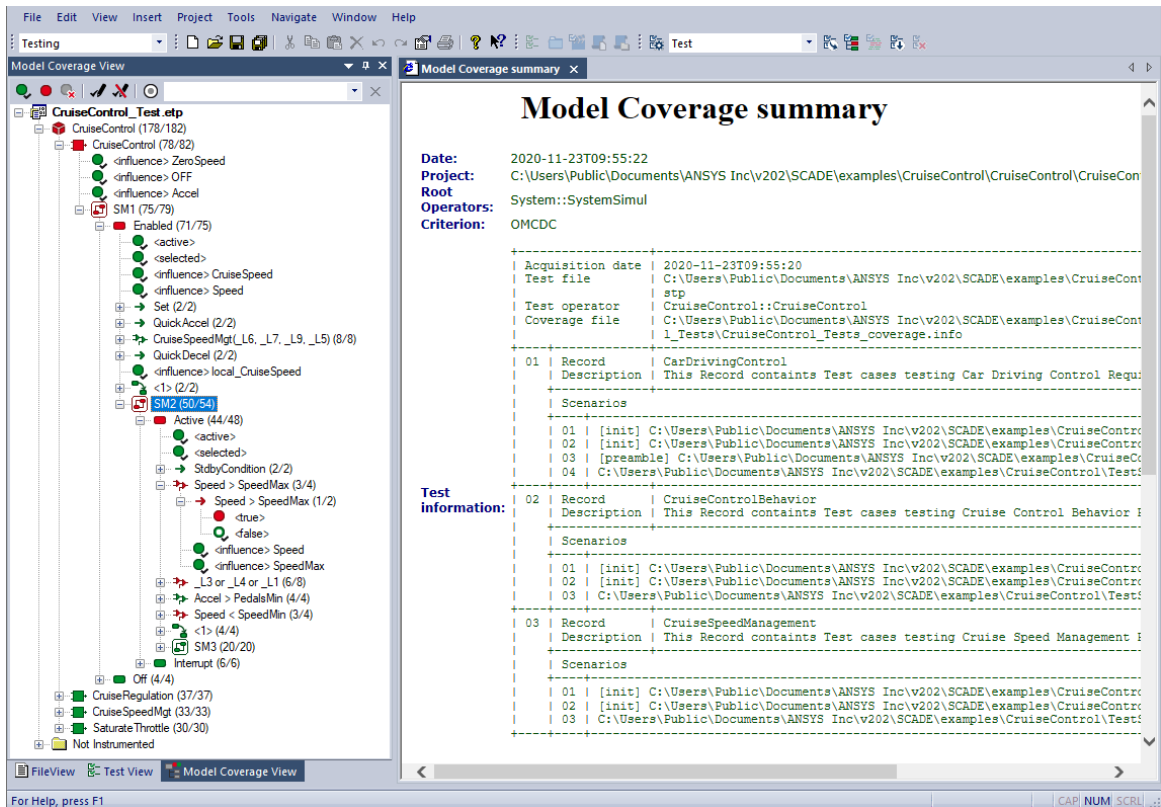 File Edit View Insert Project Tools Navigate Window Help
Testing
Test
Model Coverage View
CruiseControl_Test.etp
CruiseControl (178/182)
CruiseControl (78/82)
<influence> ZeroSpeed
<influence> OFF
<influence> Accel
SM1 (75/79)
Enabled (71/75)
<active>
<selected>
<influence> CruiseSpeed
<influence> Speed
Set (2/2)
QuickAccel (2/2)
CruiseSpeedMgt(_L6, _L7, _L9, _L5) (8/8)
QuickDecel (2/2)
<influence> local_CruiseSpeed
<1> (2/2)
SM2 (50/54)
Active (44/48)
<active>
<selected>
StdbyCondition (2/2)
Speed > SpeedMax (3/4)
Speed > SpeedMax (1/2)
<true>
<false>
<influence> Speed
<influence> SpeedMax
_L3 or _L4 or _L1 (6/8)
Accel > PedalsMin (4/4)
Speed < SpeedMin (3/4)
<1> (4/4)
SM3 (20/20)
Interrupt (6/6)
Off (4/4)
CruiseRegulation (37/37)
CruiseSpeedMgt (33/33)
SaturateThrottle (30/30)
Not Instrumented
FileView Test View Model Coverage View
Model Coverage summary
Model Coverage summary
Date: 2020-11-23T09:55:22
Project: C:\Users\Public\Documents\ANSYS Inc\v202\SCADE\examples\CruiseControl\CruiseControl\CruiseCon
Root Operators: System::SystemSimul
Criterion: OMCDC
Test information:
Acquisition date | 2020-11-23T09:55:20
Test file | C:\Users\Public\Documents\ANSYS Inc\v202\SCADE\examples\CruiseCont
| stp
Test operator | CruiseControl::CruiseControl
Coverage file | C:\Users\Public\Documents\ANSYS Inc\v202\SCADE\examples\CruiseCont
| l_Tests\CruiseControl_Tests_coverage.info
01 | Record | CarDrivingControl
| Description | This Record containts Test cases testing Car Driving Control Requi
| Scenarios
| 01 | [init] C:\Users\Public\Documents\ANSYS Inc\v202\SCADE\examples\CruiseContro
| 02 | [init] C:\Users\Public\Documents\ANSYS Inc\v202\SCADE\examples\CruiseContro
| 03 | [preamble] C:\Users\Public\Documents\ANSYS Inc\v202\SCADE\examples\CruiseCo
| 04 | C:\Users\Public\Documents\ANSYS Inc\v202\SCADE\examples\CruiseControl\TestS
02 | Record | CruiseControlBehavior
| Description | This Record containts Test cases testing Cruise Control Behavior R
| Scenarios
| 01 | [init] C:\Users\Public\Documents\ANSYS Inc\v202\SCADE\examples\CruiseContro
| 02 | [init] C:\Users\Public\Documents\ANSYS Inc\v202\SCADE\examples\CruiseContro
| 03 | C:\Users\Public\Documents\ANSYS Inc\v202\SCADE\examples\CruiseControl\TestS
03 | Record | CruiseSpeedManagement
| Description | This Record containts Test cases testing Cruise Speed Management R
| Scenarios
| 01 | [init] C:\Users\Public\Documents\ANSYS Inc\v202\SCADE\examples\CruiseContro
| 02 | [init] C:\Users\Public\Documents\ANSYS Inc\v202\SCADE\examples\CruiseContro
| 03 | C:\Users\Public\Documents\ANSYS Inc\v202\SCADE\examples\CruiseControl\TestS
For Help, press F1
CAP NUM SCRL